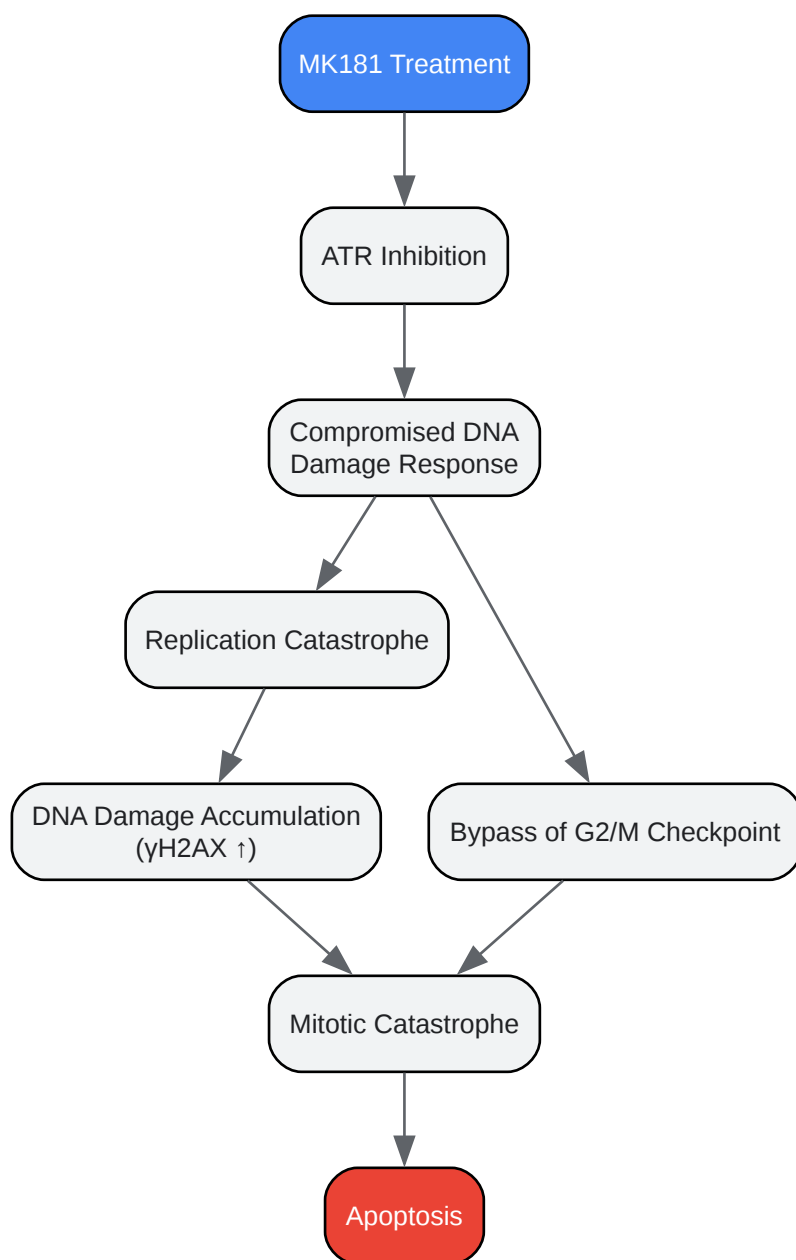 MK181 Treatment
ATR Inhibition
Compromised DNA
Damage Response
Replication Catastrophe
DNA Damage Accumulation
(γH2AX ↑)
Bypass of G2/M Checkpoint
Mitotic Catastrophe
Apoptosis